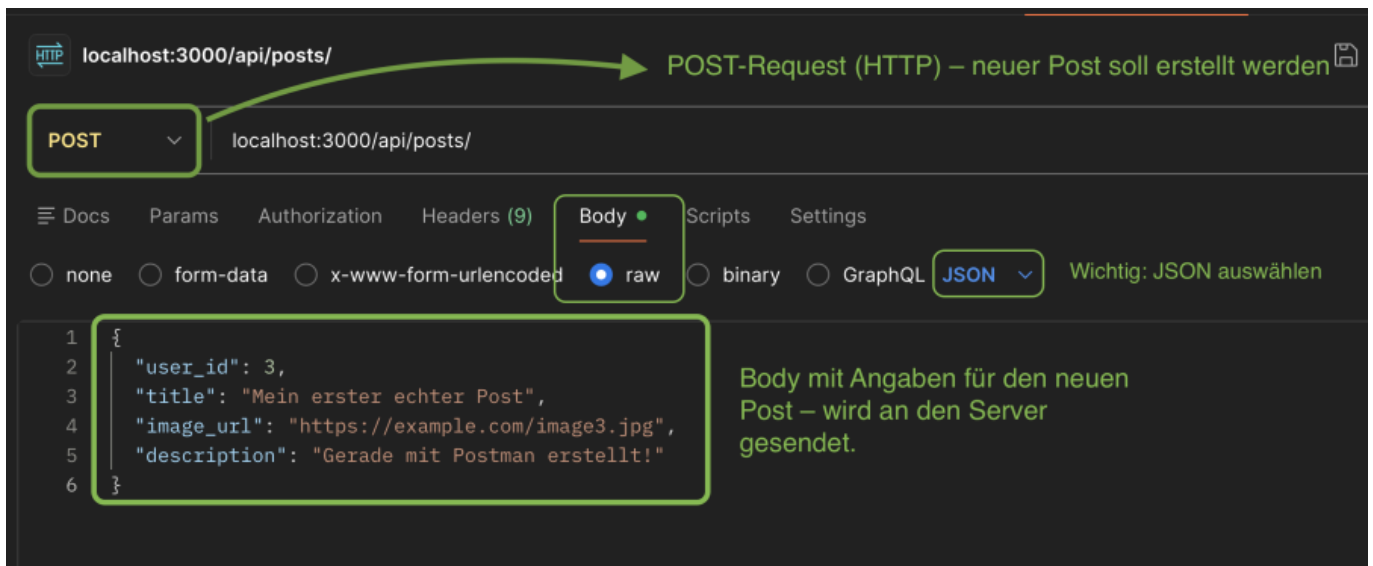 HTTP localhost:3000/api/posts/
POST-Request (HTTP) – neuer Post soll erstellt werden
POST localhost:3000/api/posts/
Docs Params Authorization Headers (9) Body Scripts Settings
none form-data x-www-form-urlencoded raw binary GraphQL JSON Wichtig: JSON auswählen
1 {
2 "user_id": 3,
3 "title": "Mein erster echter Post",
4 "image_url": "https://example.com/image3.jpg",
5 "description": "Gerade mit Postman erstellt!"
6 }
Body mit Angaben für den neuen
Post – wird an den Server
gesendet.